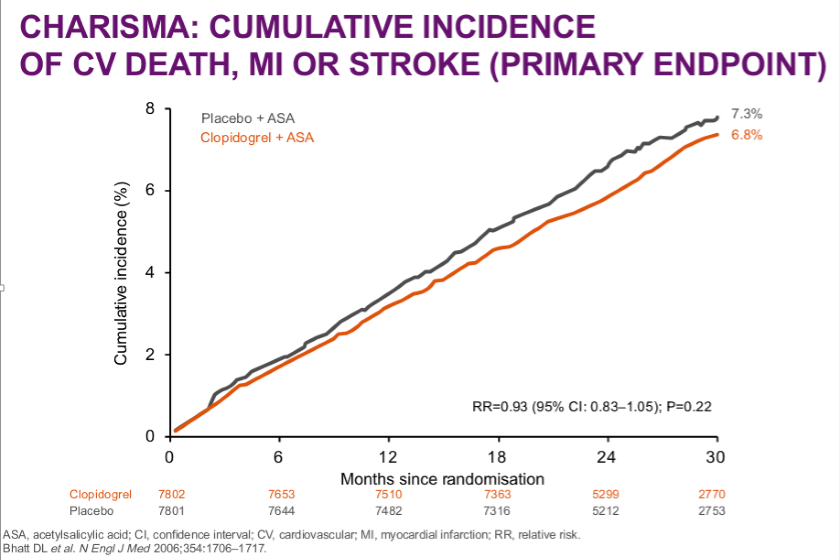 CHARISMA: CUMULATIVE INCIDENCE
OF CV DEATH, MI OR STROKE (PRIMARY ENDPOINT)
8
6
4
2
0
Cumulative incidence (%)
Placebo + ASA
Clopidogrel + ASA
7.3%
6.8%
RR=0.93 (95% CI: 0.83–1.05); P=0.22
0 6 12 18 24 30
Months since randomisation
Clopidogrel 7802 7653 7510 7363 5299 2770
Placebo 7801 7644 7482 7316 5212 2753
ASA, acetylsalicylic acid; CI, confidence interval; CV, cardiovascular; MI, myocardial infarction; RR, relative risk.
Bhatt DL et al. N Engl J Med 2006;354:1706–1717.